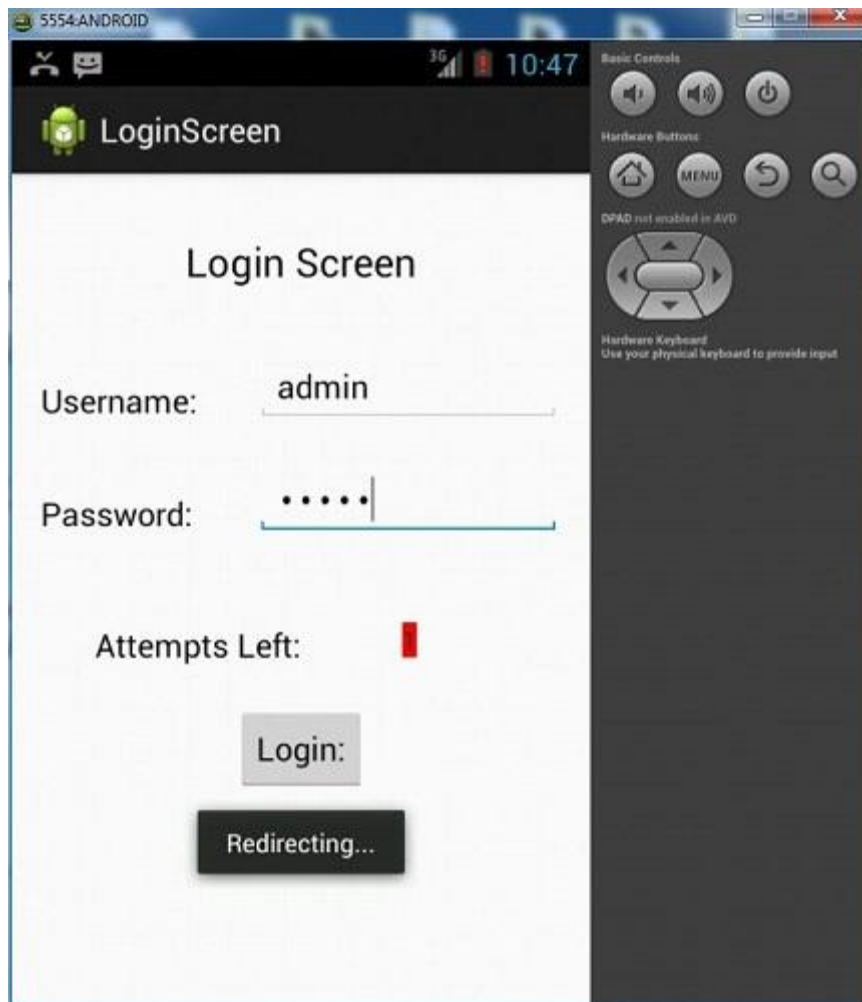 5554:ANDROID
3G 10:47
LoginScreen
Login Screen
Username: admin
Password: •••••
Attempts Left:
Login:
Redirecting...
Basic Controls
Hardware Buttons
MENU
DPAD not enabled in AVD
Hardware Keyboard
Use your physical keyboard to provide input